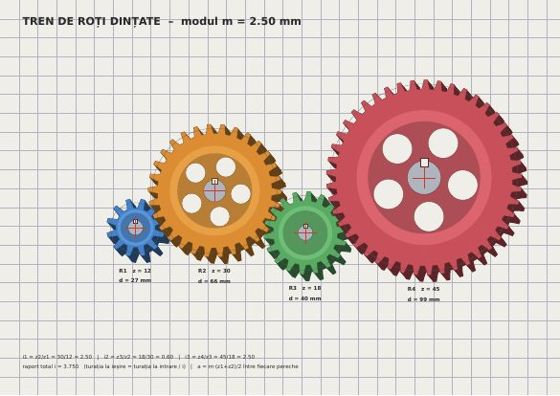 TREN DE ROȚI DINȚATE – modul m = 2.50 mm
R1 z = 12
d = 27 mm
R2 z = 30
d = 66 mm
R3 z = 18
d = 40 mm
R4 z = 45
d = 99 mm
i1 = z2/z1 = 30/12 = 2.50 | i2 = z3/z2 = 18/30 = 0.60 | i3 = z4/z3 = 45/18 = 2.50
raport total i = 3.750 (turația la ieșire = turația la intrare / i) | a = m·(z1+z2)/2 între fiecare pereche